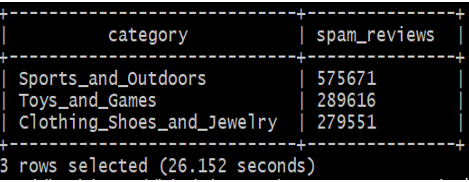 +------------------------------+---------------+
| category | spam_reviews |
+------------------------------+---------------+
| Sports_and_Outdoors | 575671 |
| Toys_and_Games | 289616 |
| Clothing_Shoes_and_Jewelry | 279551 |
+------------------------------+---------------+
3 rows selected (26.152 seconds)